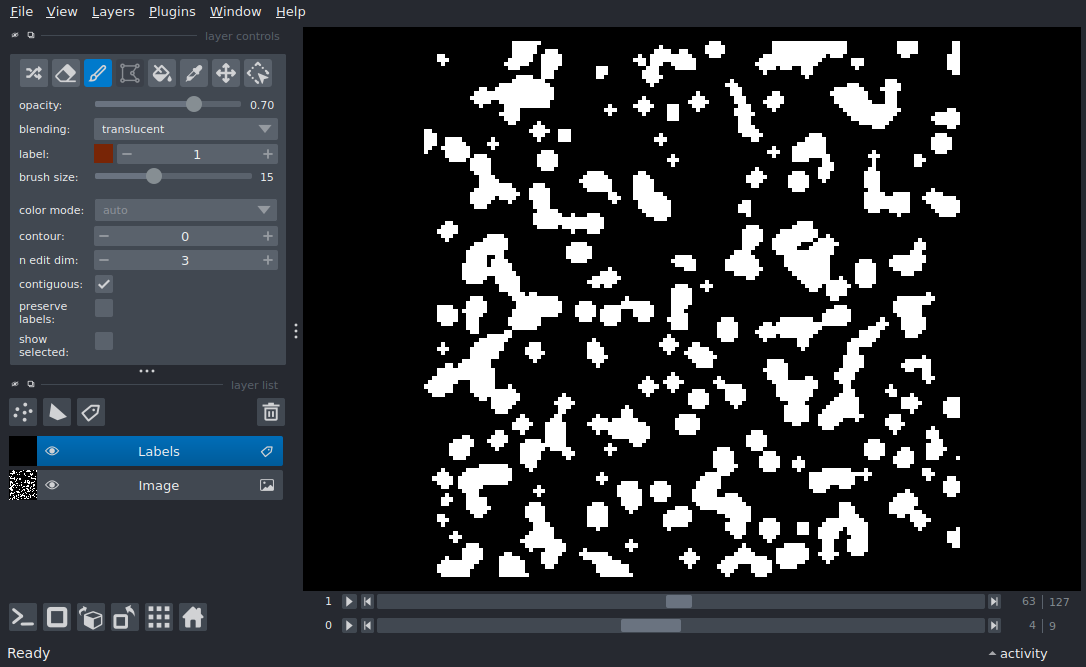 File View Layers Plugins Window Help
layer controls
opacity: 0.70
blending: translucent
label: 1
brush size: 15
color mode: auto
contour: 0
n edit dim: 3
contiguous:
preserve
labels:
show
selected:
layer list
Labels
Image
1 63 127
0 4 9
Ready activity